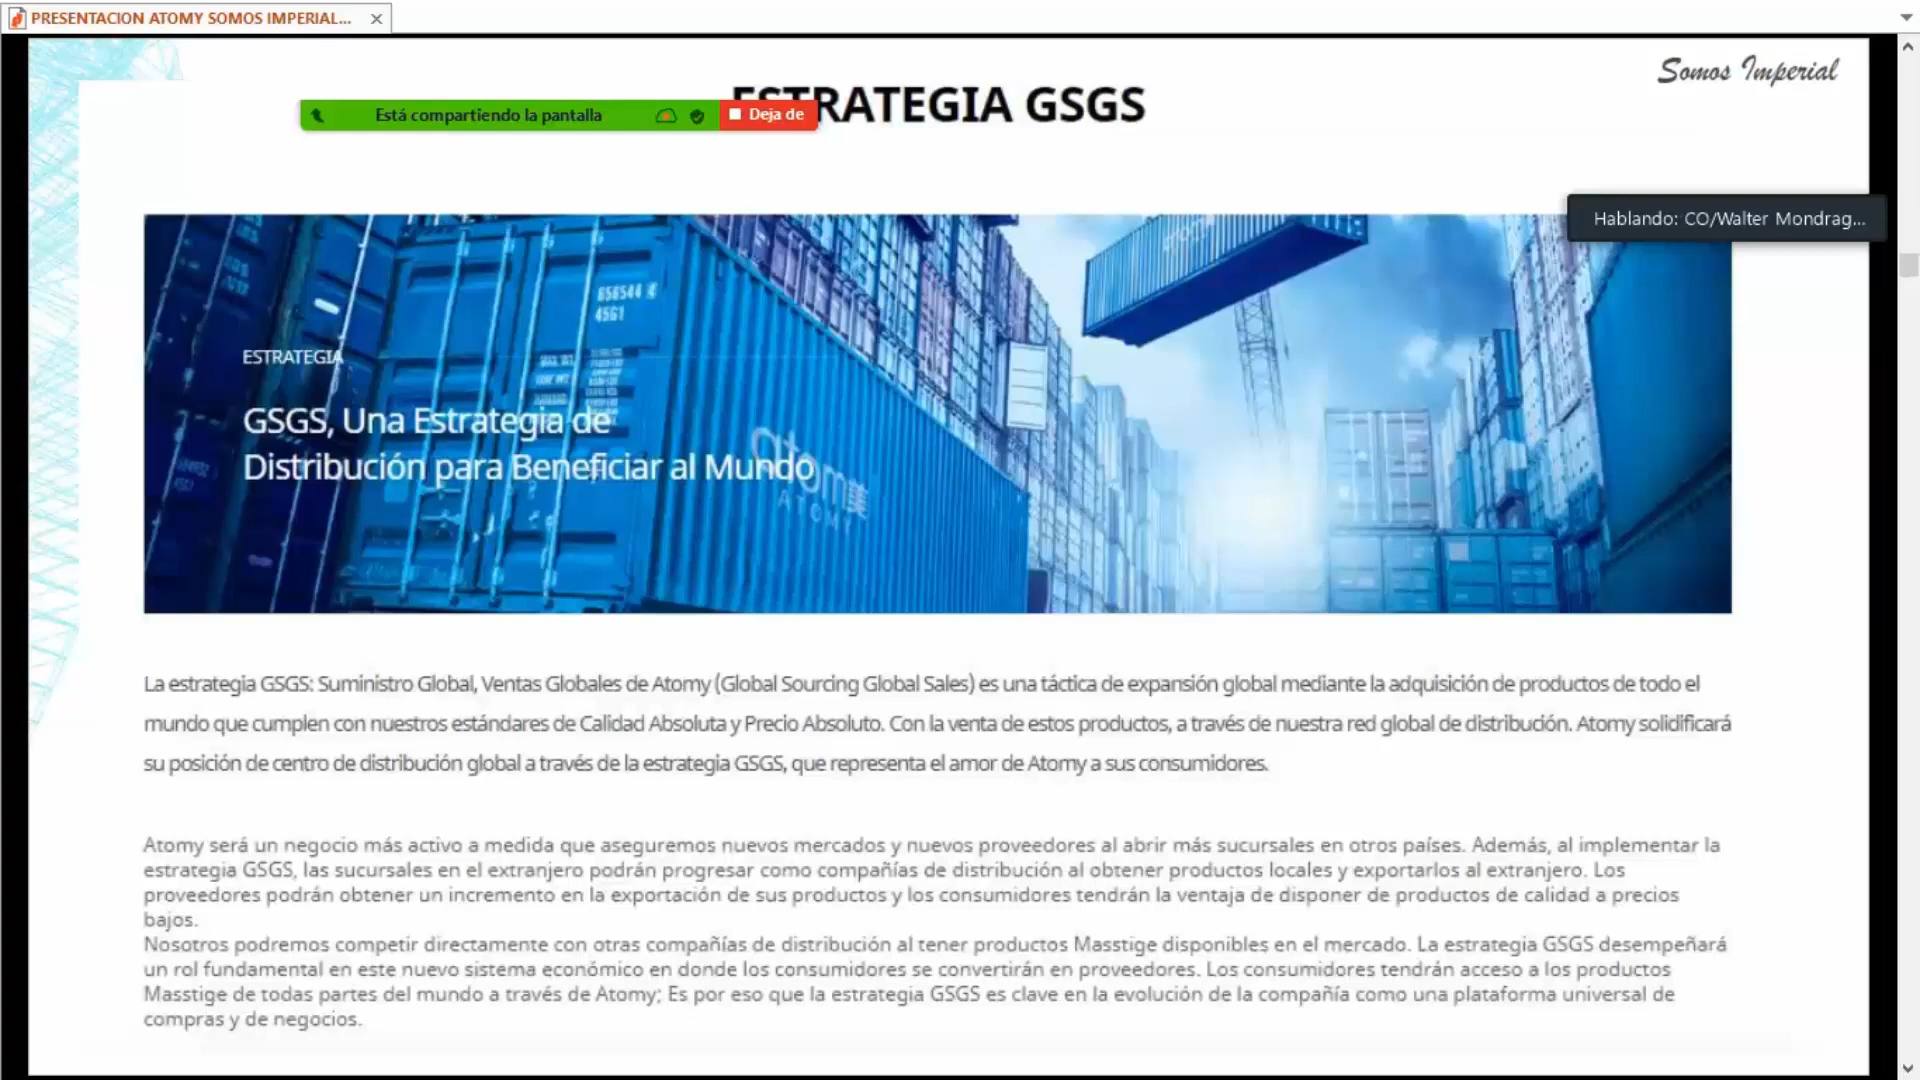 PRESENTACION ATOMY SOMOS IMPERIAL...
Somos Imperial
ESTRATEGIA GSGS
Está compartiendo la pantalla
Deja de
Hablando: CO/Walter Mondrag...
656544 4
45G1
ESTRATEGIA
GSGS, Una Estrategia de
Distribución para Beneficiar al Mundo
atom美
ATOMY
La estrategia GSGS: Suministro Global, Ventas Globales de Atomy (Global Sourcing Global Sales) es una táctica de expansión global mediante la adquisición de productos de todo el
mundo que cumplen con nuestros estándares de Calidad Absoluta y Precio Absoluto. Con la venta de estos productos, a través de nuestra red global de distribución. Atomy solidificará
su posición de centro de distribución global a través de la estrategia GSGS, que representa el amor de Atomy a sus consumidores.
Atomy será un negocio más activo a medida que aseguremos nuevos mercados y nuevos proveedores al abrir más sucursales en otros países. Además, al implementar la
estrategia GSGS, las sucursales en el extranjero podrán progresar como compañías de distribución al obtener productos locales y exportarlos al extranjero. Los
proveedores podrán obtener un incremento en la exportación de sus productos y los consumidores tendrán la ventaja de disponer de productos de calidad a precios
bajos.
Nosotros podremos competir directamente con otras compañías de distribución al tener productos Masstige disponibles en el mercado. La estrategia GSGS desempeñará
un rol fundamental en este nuevo sistema económico en donde los consumidores se convertirán en proveedores. Los consumidores tendrán acceso a los productos
Masstige de todas partes del mundo a través de Atomy; Es por eso que la estrategia GSGS es clave en la evolución de la compañía como una plataforma universal de
compras y de negocios.